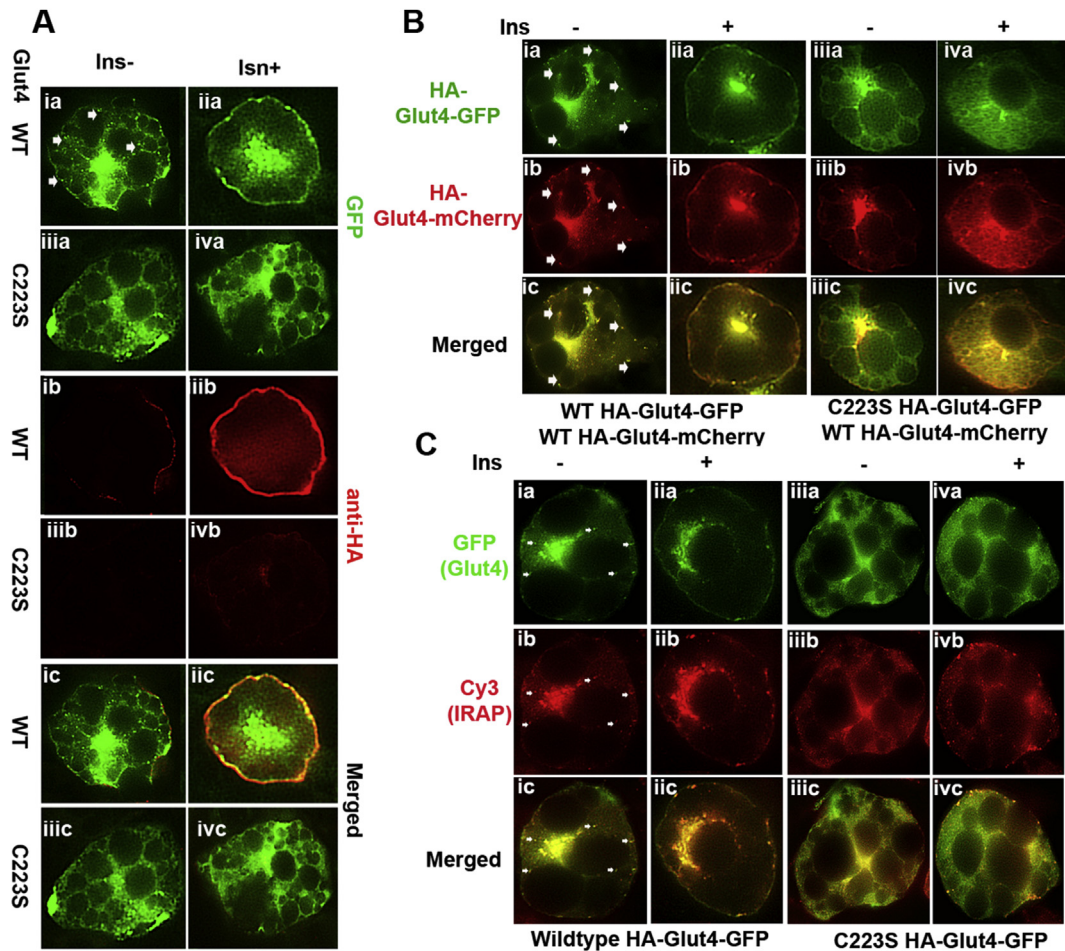 A
Glut4
Ins-
Isn+
WT
ia
iia
GFP
C223S
iiia
iva
WT
ib
iib
anti-HA
C223S
iiib
ivb
WT
ic
iic
Merged
C223S
iiic
ivc
B
Ins
-
+
-
+
HA-
Glut4-GFP
ia
iia
iiia
iva
HA-
Glut4-mCherry
ib
ib
iiib
ivb
Merged
ic
iic
iiic
ivc
WT HA-Glut4-GFP
WT HA-Glut4-mCherry
C223S HA-Glut4-GFP
WT HA-Glut4-mCherry
C
Ins
-
+
-
+
GFP
(Glut4)
ia
iia
iiia
iva
Cy3
(IRAP)
ib
iib
iiib
ivb
Merged
ic
iic
iiic
ivc
Wildtype HA-Glut4-GFP
C223S HA-Glut4-GFP